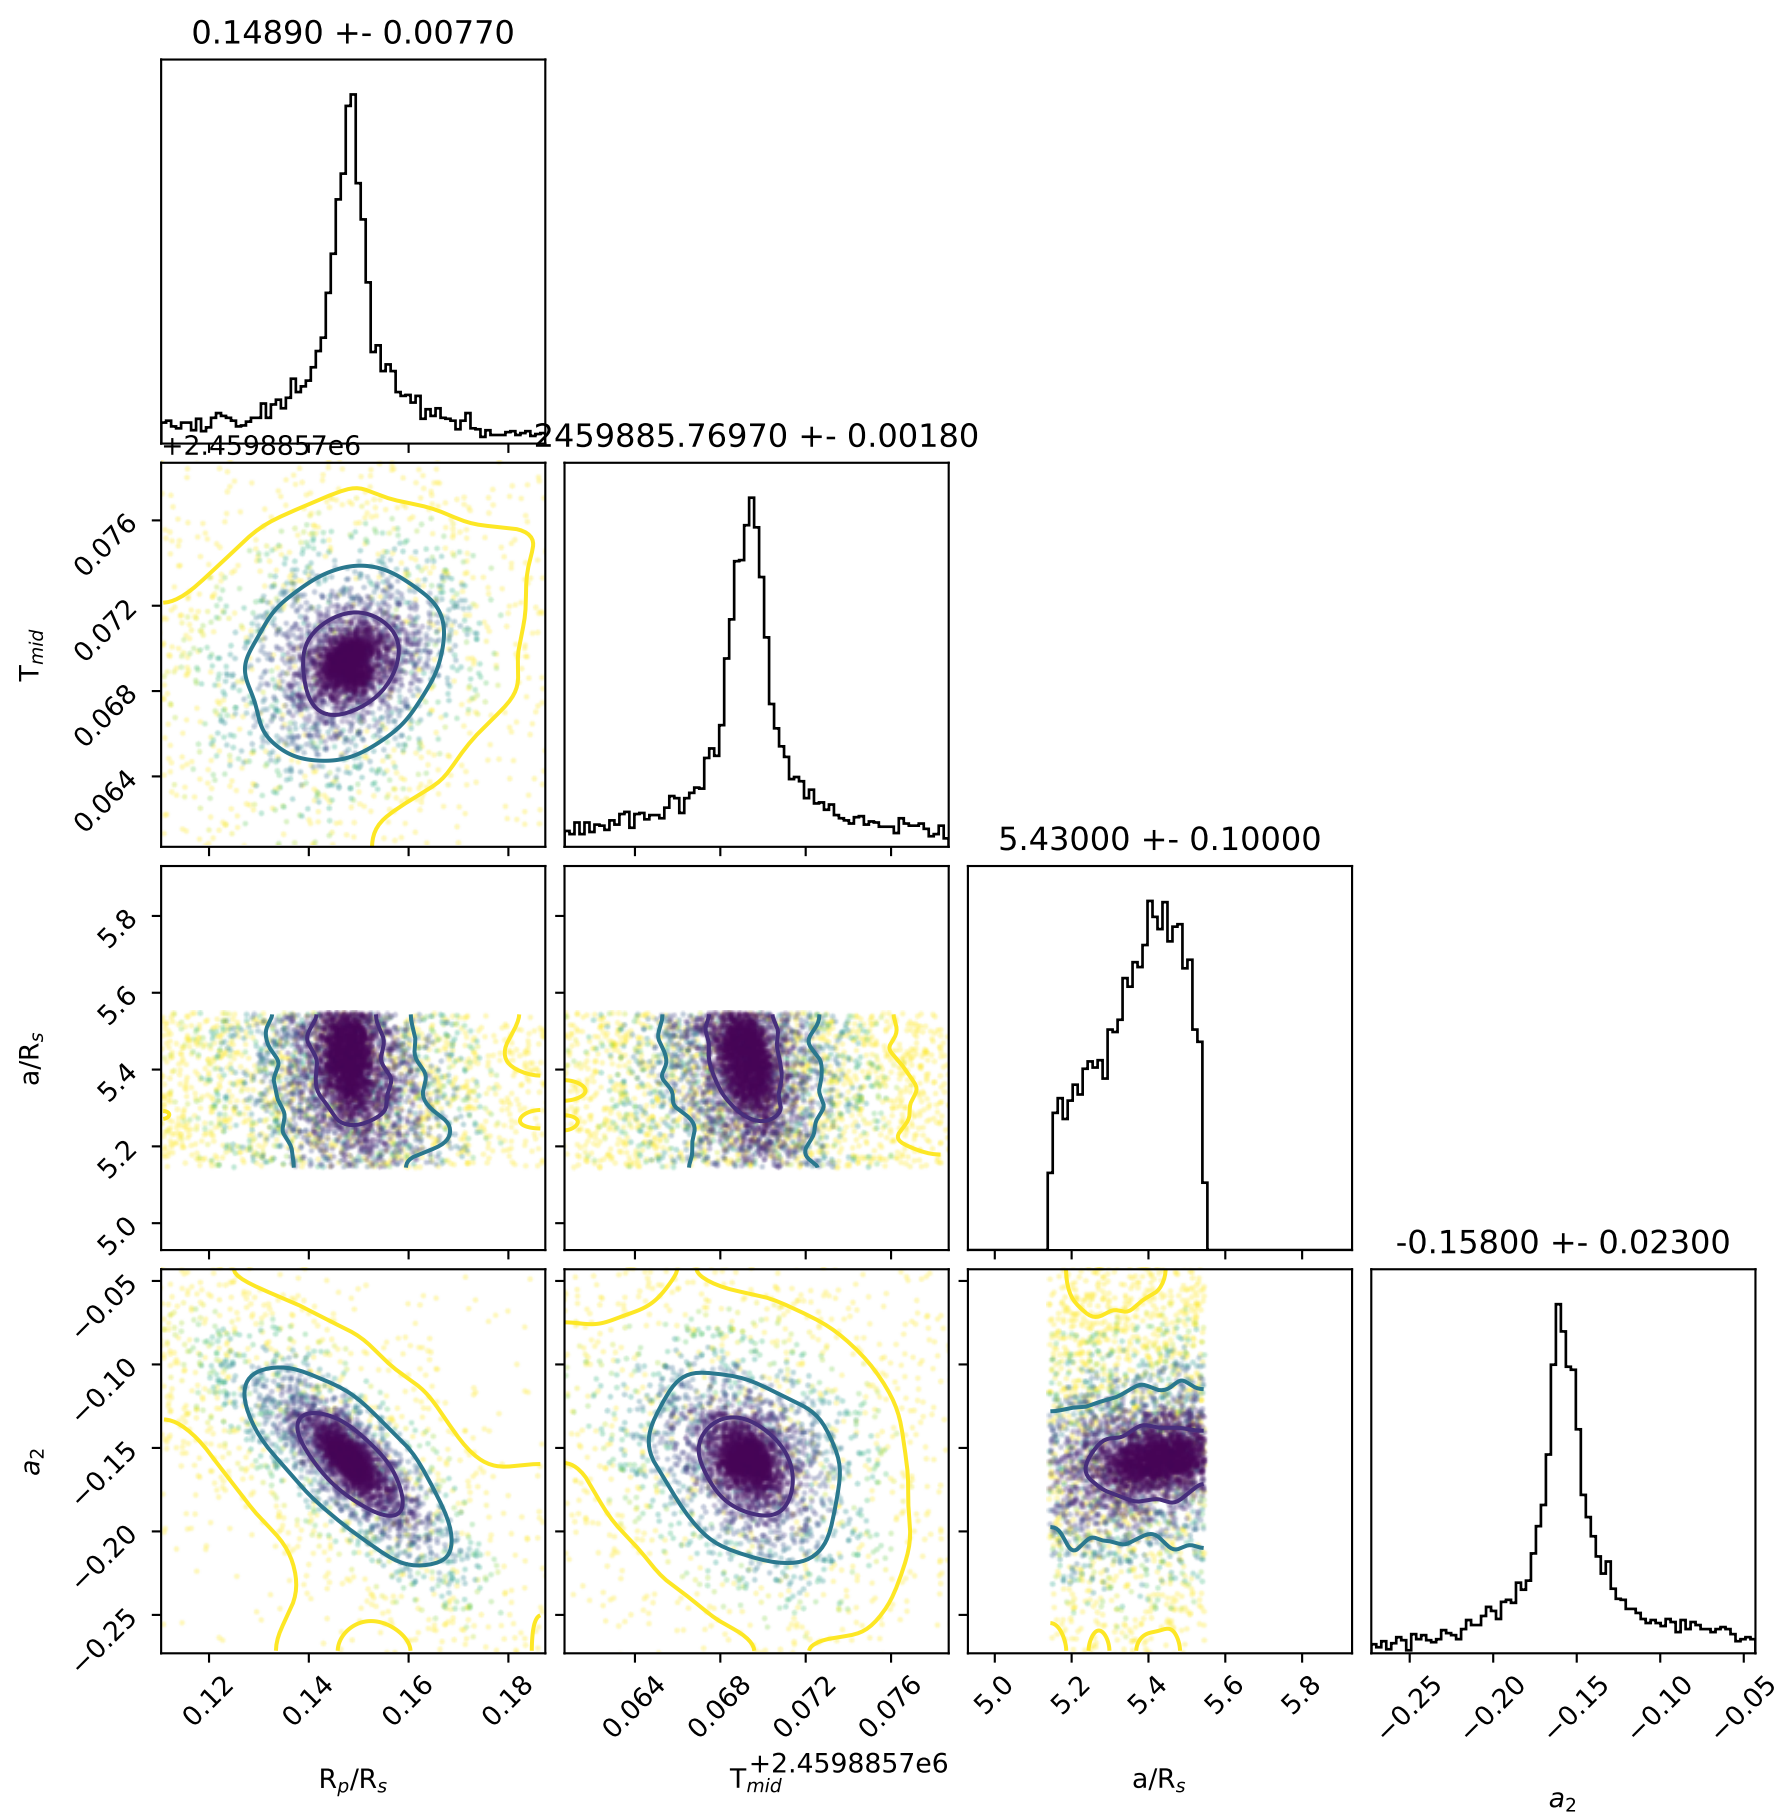 0.14890 +- 0.00770
+2.4598857e6
2459885.76970 +- 0.00180
0.076
0.072
0.068
0.064
T_mid
5.43000 +- 0.10000
5.8
5.6
5.4
5.2
5.0
a/R_s
-0.15800 +- 0.02300
−0.05
−0.10
−0.15
−0.20
−0.25
a_2
0.12 0.14 0.16 0.18
0.064 0.068 0.072 0.076
5.0 5.2 5.4 5.6 5.8
−0.25 −0.20 −0.15 −0.10 −0.05
+2.4598857e6
R_p/R_s T_mid a/R_s a_2